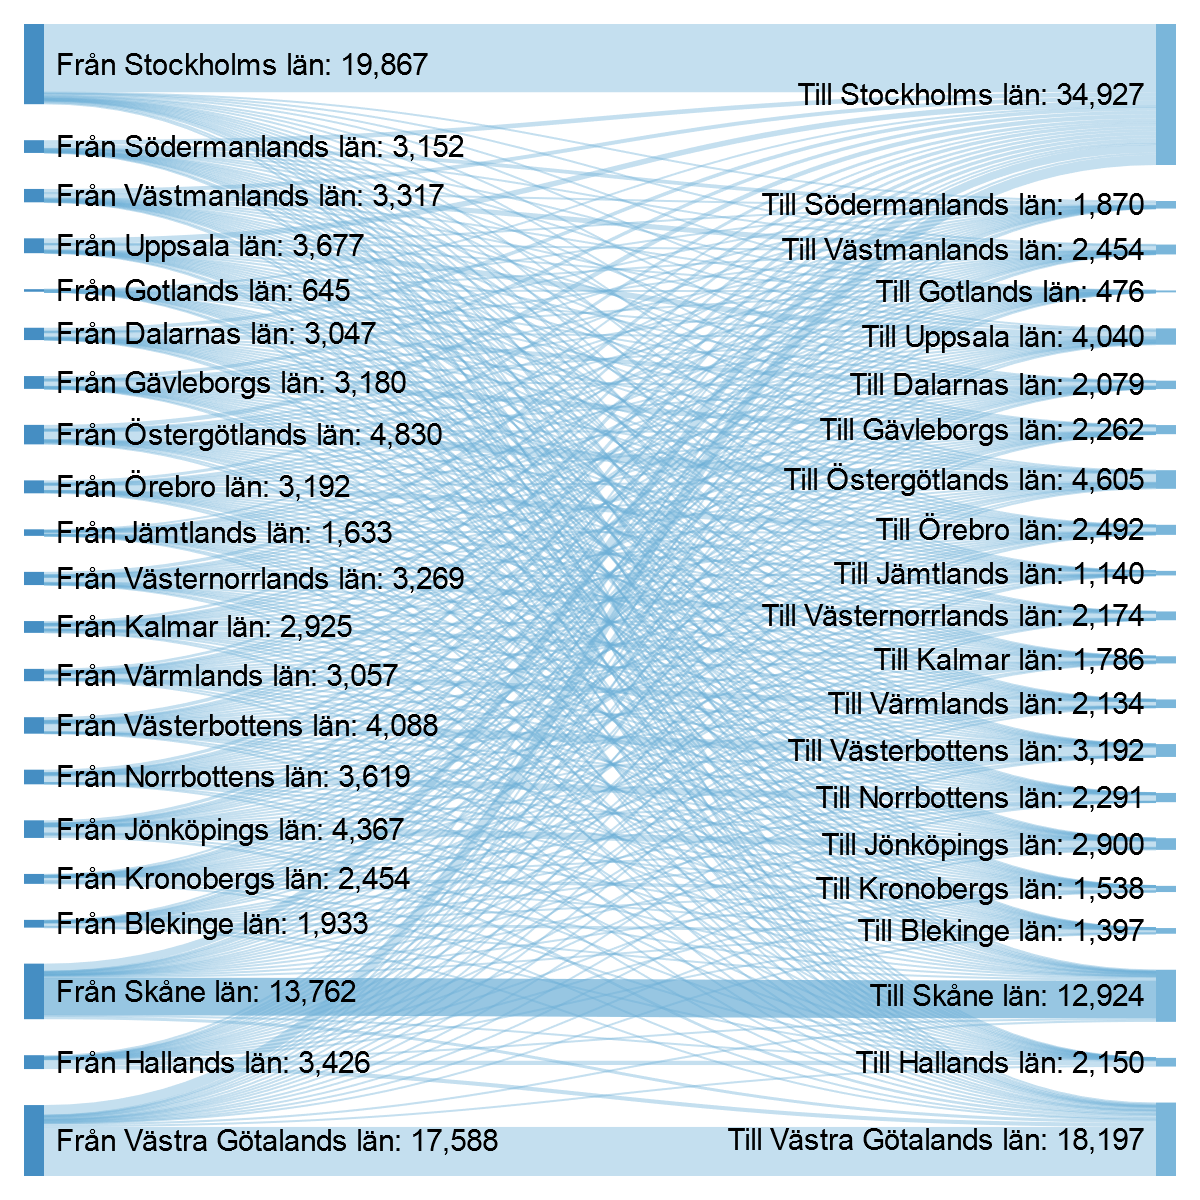 Från Stockholms län: 19,867
Från Södermanlands län: 3,152
Från Västmanlands län: 3,317
Från Uppsala län: 3,677
Från Gotlands län: 645
Från Dalarnas län: 3,047
Från Gävleborgs län: 3,180
Från Östergötlands län: 4,830
Från Örebro län: 3,192
Från Jämtlands län: 1,633
Från Västernorrlands län: 3,269
Från Kalmar län: 2,925
Från Värmlands län: 3,057
Från Västerbottens län: 4,088
Från Norrbottens län: 3,619
Från Jönköpings län: 4,367
Från Kronobergs län: 2,454
Från Blekinge län: 1,933
Från Skåne län: 13,762
Från Hallands län: 3,426
Från Västra Götalands län: 17,588
Till Stockholms län: 34,927
Till Södermanlands län: 1,870
Till Västmanlands län: 2,454
Till Gotlands län: 476
Till Uppsala län: 4,040
Till Dalarnas län: 2,079
Till Gävleborgs län: 2,262
Till Östergötlands län: 4,605
Till Örebro län: 2,492
Till Jämtlands län: 1,140
Till Västernorrlands län: 2,174
Till Kalmar län: 1,786
Till Värmlands län: 2,134
Till Västerbottens län: 3,192
Till Norrbottens län: 2,291
Till Jönköpings län: 2,900
Till Kronobergs län: 1,538
Till Blekinge län: 1,397
Till Skåne län: 12,924
Till Hallands län: 2,150
Till Västra Götalands län: 18,197